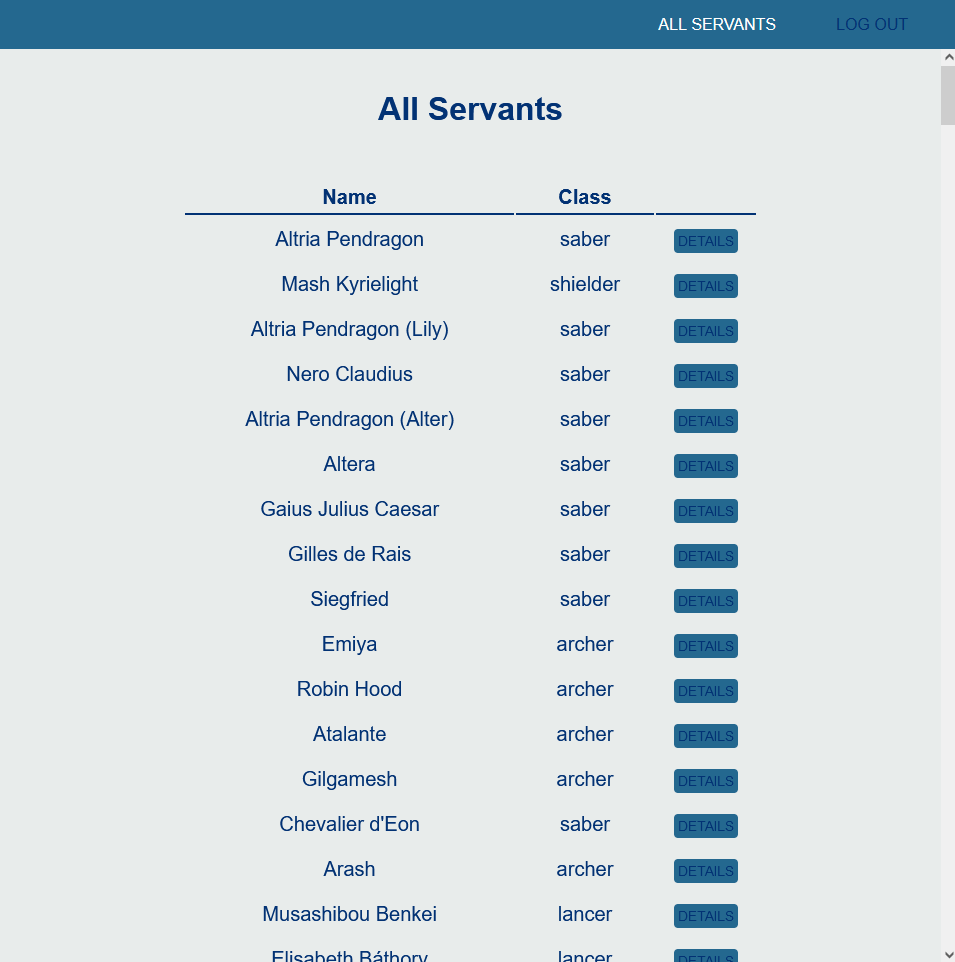 ALL SERVANTS LOG OUT
All Servants
Name Class
Altria Pendragon saber DETAILS
Mash Kyrielight shielder DETAILS
Altria Pendragon (Lily) saber DETAILS
Nero Claudius saber DETAILS
Altria Pendragon (Alter) saber DETAILS
Altera saber DETAILS
Gaius Julius Caesar saber DETAILS
Gilles de Rais saber DETAILS
Siegfried saber DETAILS
Emiya archer DETAILS
Robin Hood archer DETAILS
Atalante archer DETAILS
Gilgamesh archer DETAILS
Chevalier d'Eon saber DETAILS
Arash archer DETAILS
Musashibou Benkei lancer DETAILS
Elisabeth Báthory lancer DETAILS